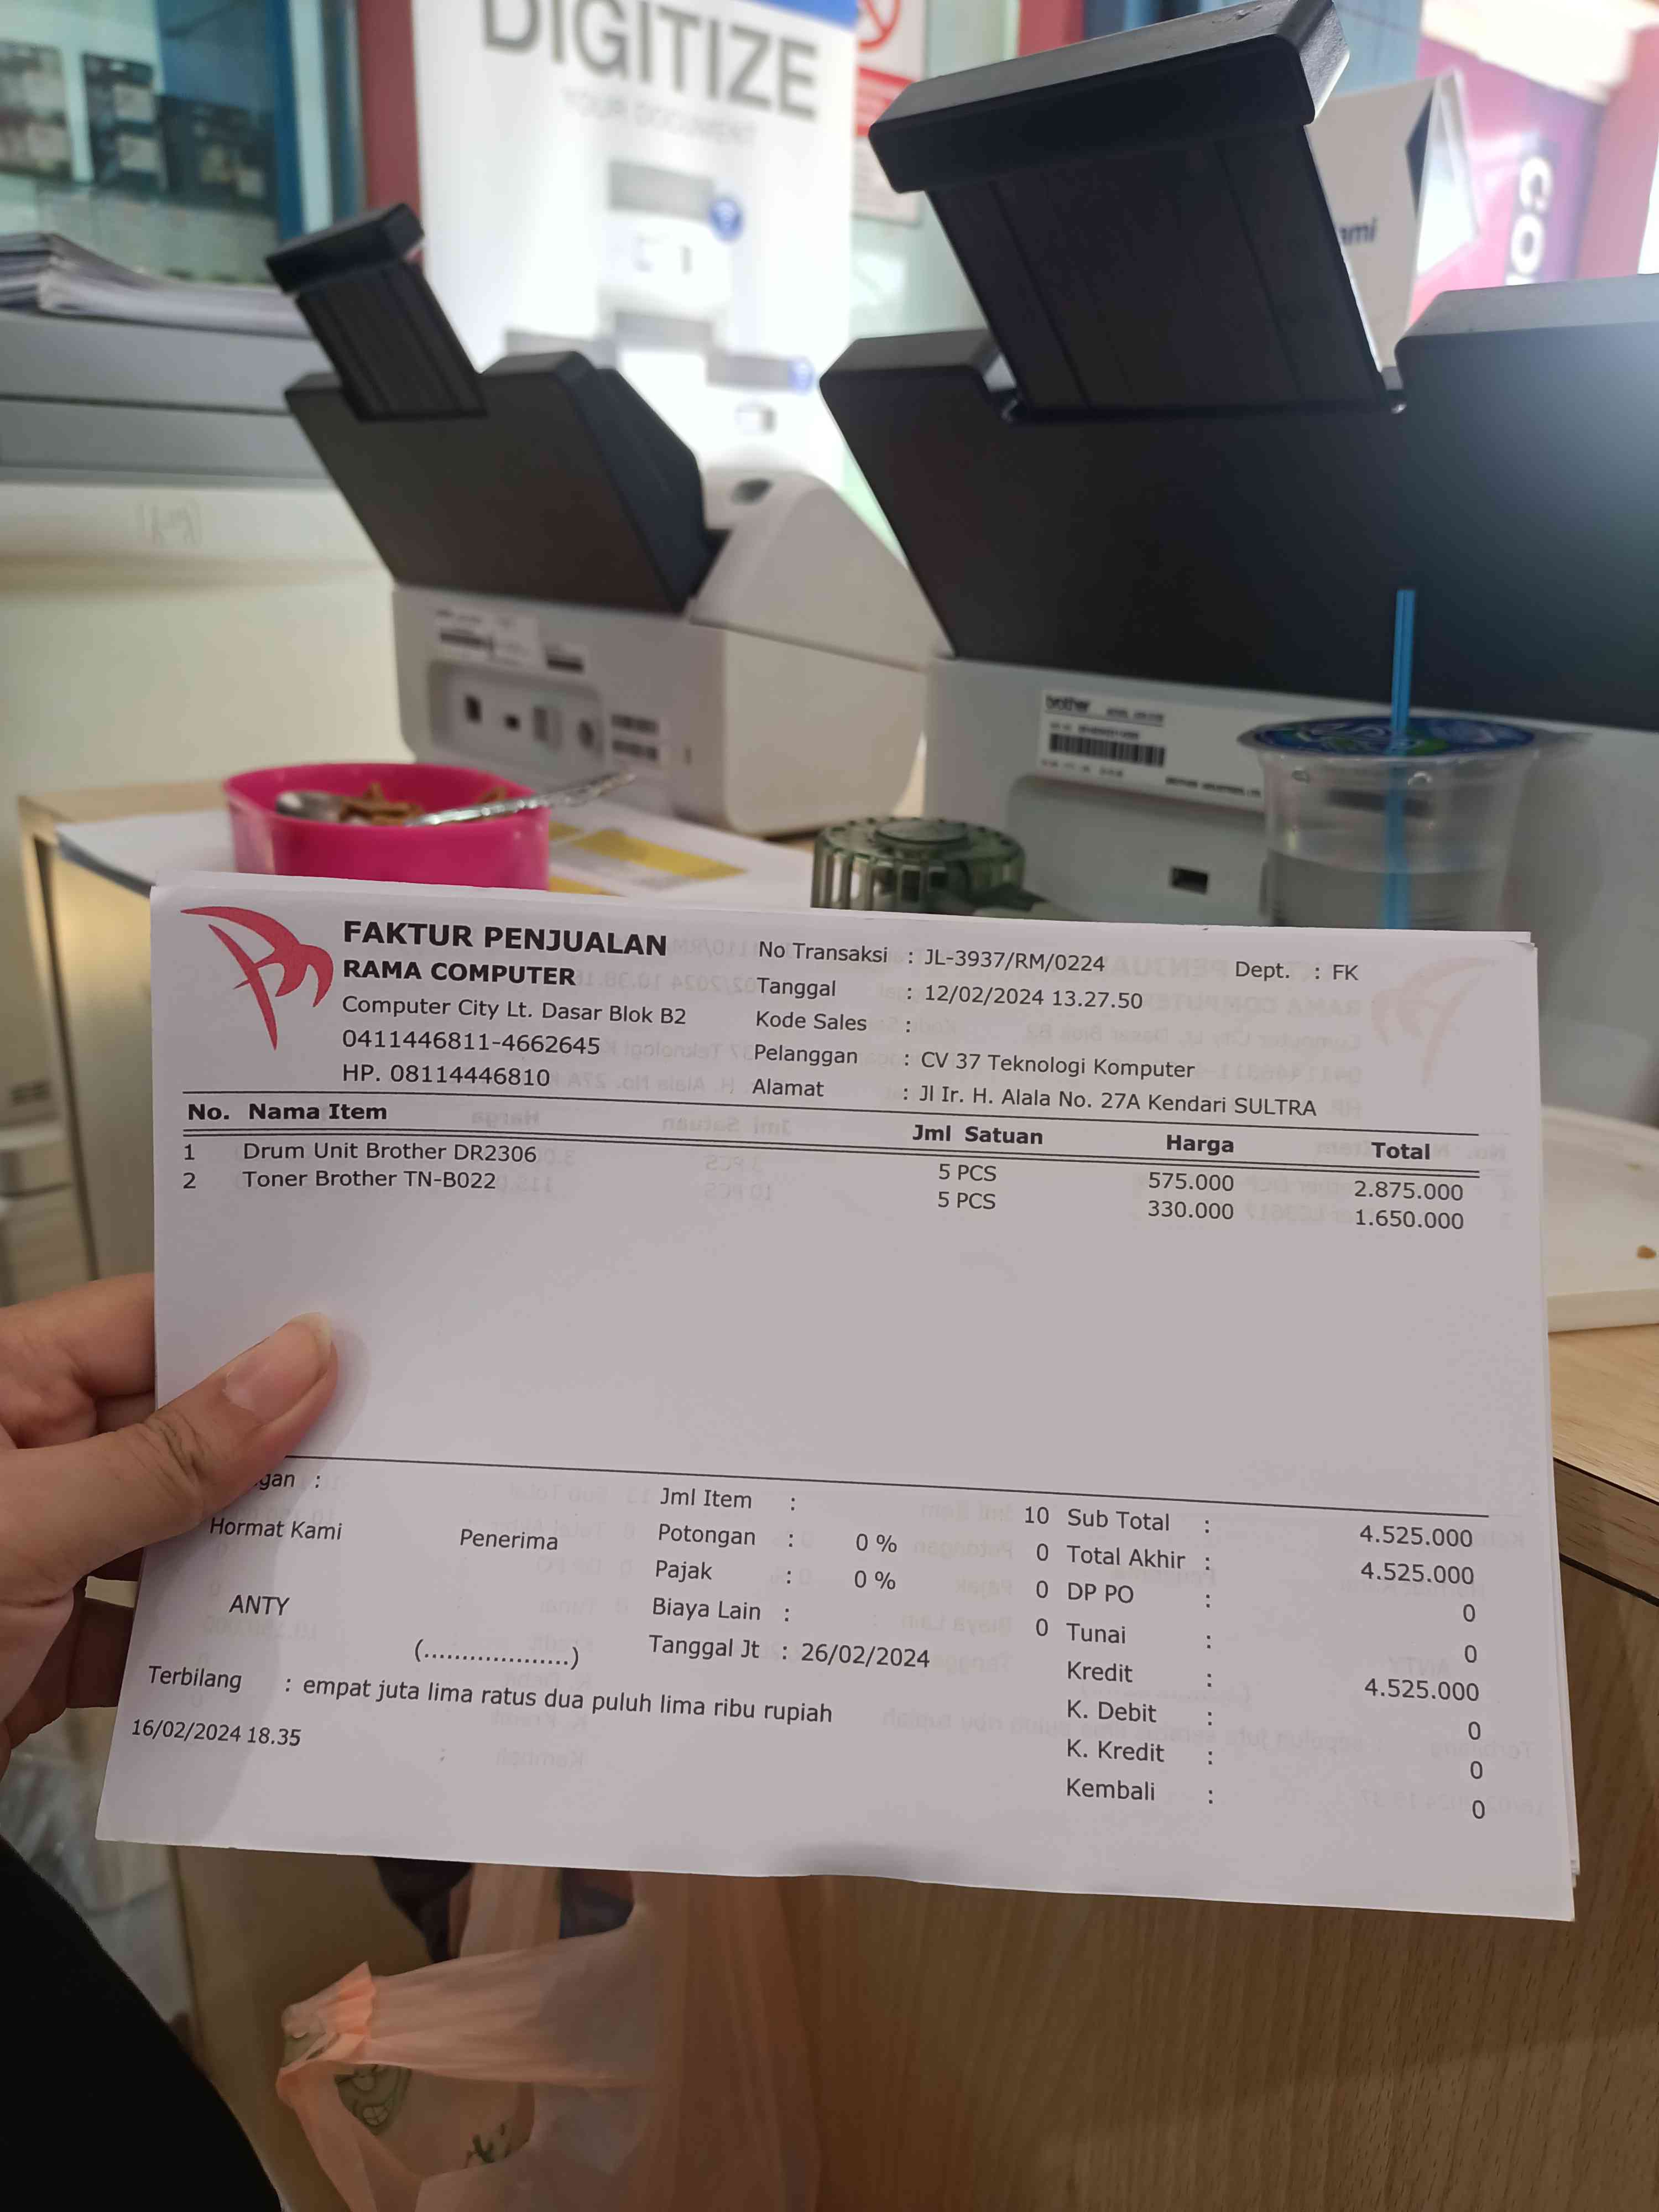 DIGITIZE
YOUR DOCUMENT
CO
brother
FAKTUR PENJUALAN
RAMA COMPUTER
Computer City Lt. Dasar Blok B2
0411446811-4662645
HP. 08114446810
No Transaksi : JL-3937/RM/0224 Dept. : FK
Tanggal : 12/02/2024 13.27.50
Kode Sales :
Pelanggan : CV 37 Teknologi Komputer
Alamat : Jl Ir. H. Alala No. 27A Kendari SULTRA
No. Nama Item Jml Satuan Harga Total
1 Drum Unit Brother DR2306 5 PCS 575.000 2.875.000
2 Toner Brother TN-B022 5 PCS 330.000 1.650.000
gan :
Hormat Kami Penerima
ANTY
(...................)
Jml Item : 10
Potongan : 0 % 0
Pajak : 0 % 0
Biaya Lain : 0
Tanggal Jt : 26/02/2024
Sub Total : 4.525.000
Total Akhir : 4.525.000
DP PO : 0
Tunai : 0
Kredit : 4.525.000
K. Debit : 0
K. Kredit : 0
Kembali : 0
Terbilang : empat juta lima ratus dua puluh lima ribu rupiah
16/02/2024 18.35